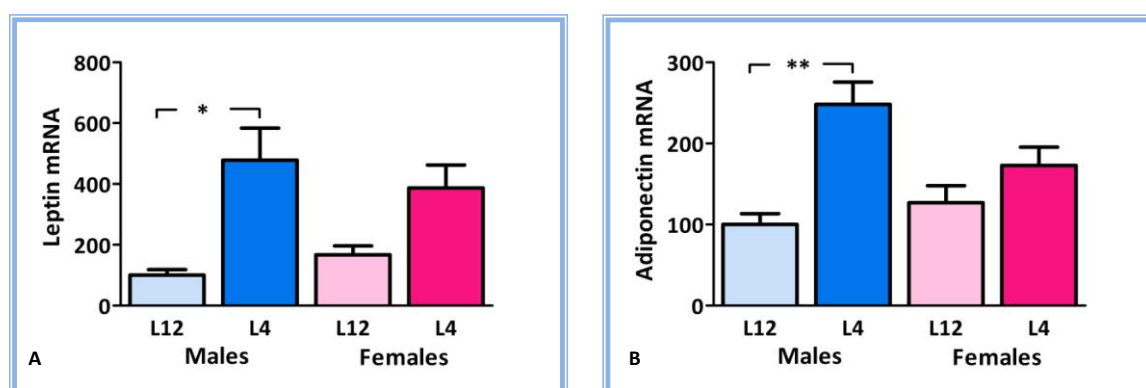 Leptin mRNA
800
600
400
200
0
*
L12 L4 L12 L4
Males Females
A
Adiponectin mRNA
300
200
100
0
**
L12 L4 L12 L4
Males Females
B